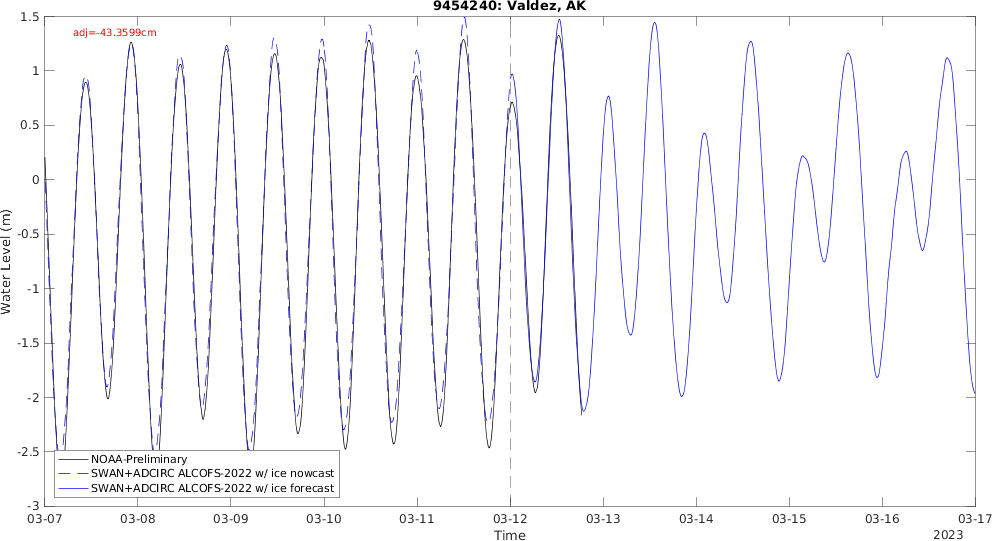 9454240: Valdez, AK
adj=-43.3599cm
Water Level (m)
1.5
1
0.5
0
-0.5
-1
-1.5
-2
-2.5
-3
NOAA-Preliminary
SWAN+ADCIRC ALCOFS-2022 w/ ice nowcast
SWAN+ADCIRC ALCOFS-2022 w/ ice forecast
03-07 03-08 03-09 03-10 03-11 03-12 03-13 03-14 03-15 03-16 03-17
Time
2023